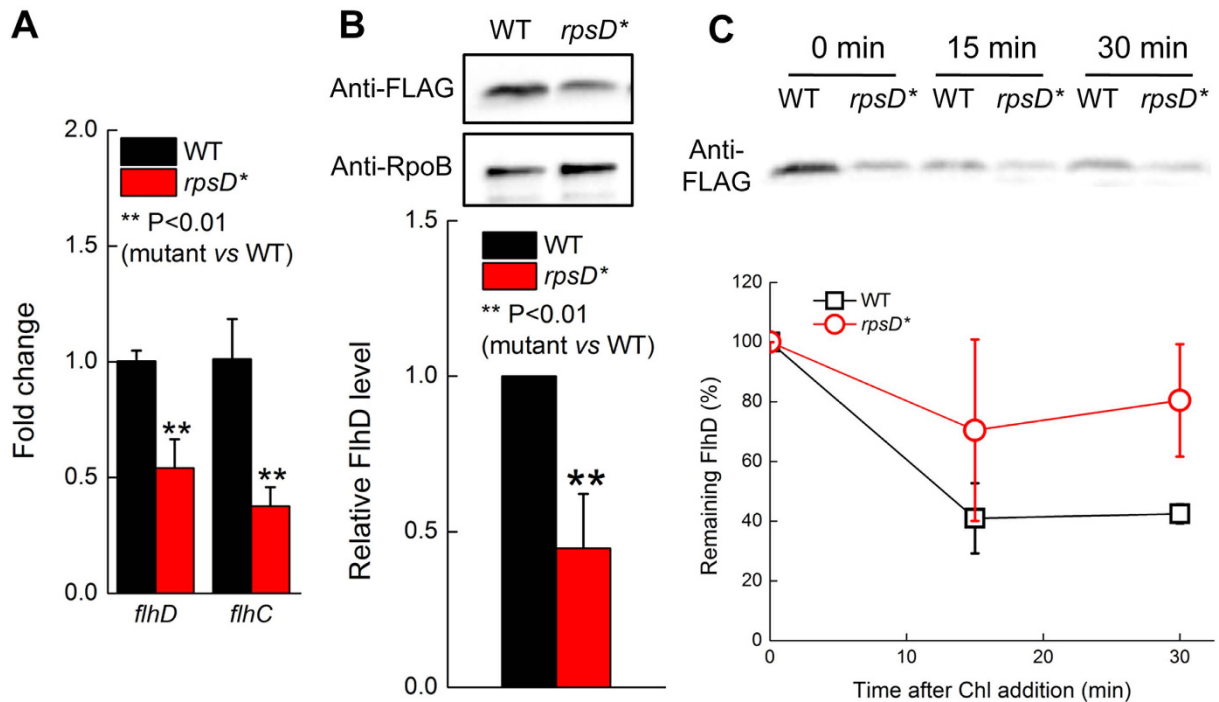 A
2.0
1.5
1.0
0.5
0.0
Fold change
WT
rpsD*
** P<0.01
(mutant vs WT)
**
**
flhD
flhC
B
WT rpsD*
Anti-FLAG
Anti-RpoB
1.5
1.0
0.5
0.0
Relative FlhD level
WT
rpsD*
** P<0.01
(mutant vs WT)
**
C
0 min 15 min 30 min
WT rpsD* WT rpsD* WT rpsD*
Anti-
FLAG
120
100
80
60
40
20
0
Remaining FlhD (%)
WT
rpsD*
0 10 20 30
Time after Chl addition (min)